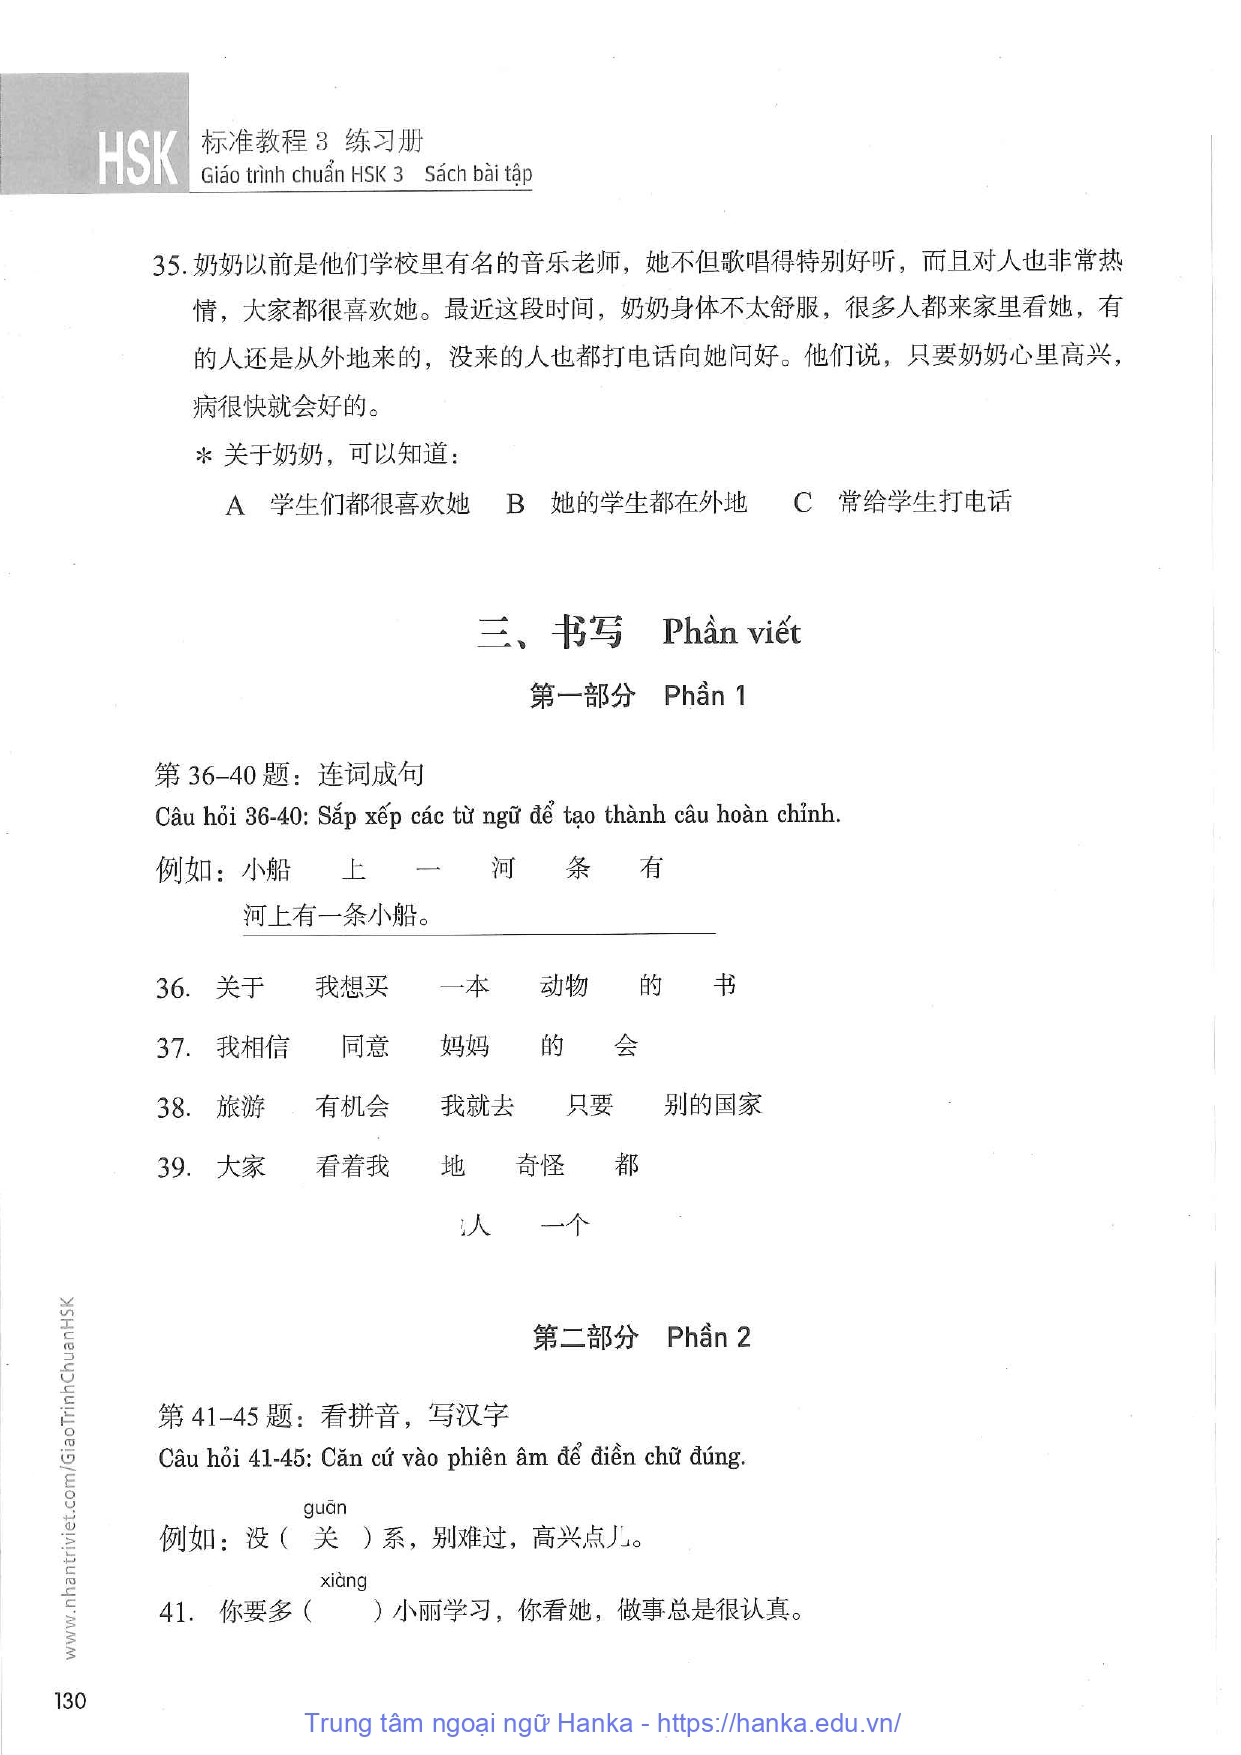 HSK
标准教程 3 练习册
Giáo trình chuẩn HSK 3 Sách bài tập
35. 奶奶以前是他们学校里有名的音乐老师，她不但歌唱得特别好听，而且对人也非常热
情，大家都很喜欢她。最近这段时间，奶奶身体不太舒服，很多人都来家里看她，有
的人还是从外地来的，没来的人也都打电话向她问好。他们说，只要奶奶心里高兴，
病很快就会好的。
* 关于奶奶，可以知道：
A 学生们都很喜欢她 B 她的学生都在外地 C 常给学生打电话
三、书写 Phần viết
第一部分 Phần 1
第 36–40 题：连词成句
Câu hỏi 36-40: Sắp xếp các từ ngữ để tạo thành câu hoàn chỉnh.
例如：小船 上 一 河 条 有
河上有一条小船。
36. 关于 我想买 一本 动物 的 书
37. 我相信 同意 妈妈 的 会
38. 旅游 有机会 我就去 只要 别的国家
39. 大家 看着我 地 奇怪 都
人 一个
第二部分 Phần 2
第 41–45 题：看拼音，写汉字
Câu hỏi 41-45: Căn cứ vào phiên âm để điền chữ đúng.
guān
例如：没（ 关 ）系，别难过，高兴点儿。
xiàng
41. 你要多（ ）小丽学习，你看她，做事总是很认真。
www.nhantriviet.com/GiaoTrinhChuanHSK
130
Trung tâm ngoại ngữ Hanka - https://hanka.edu.vn/